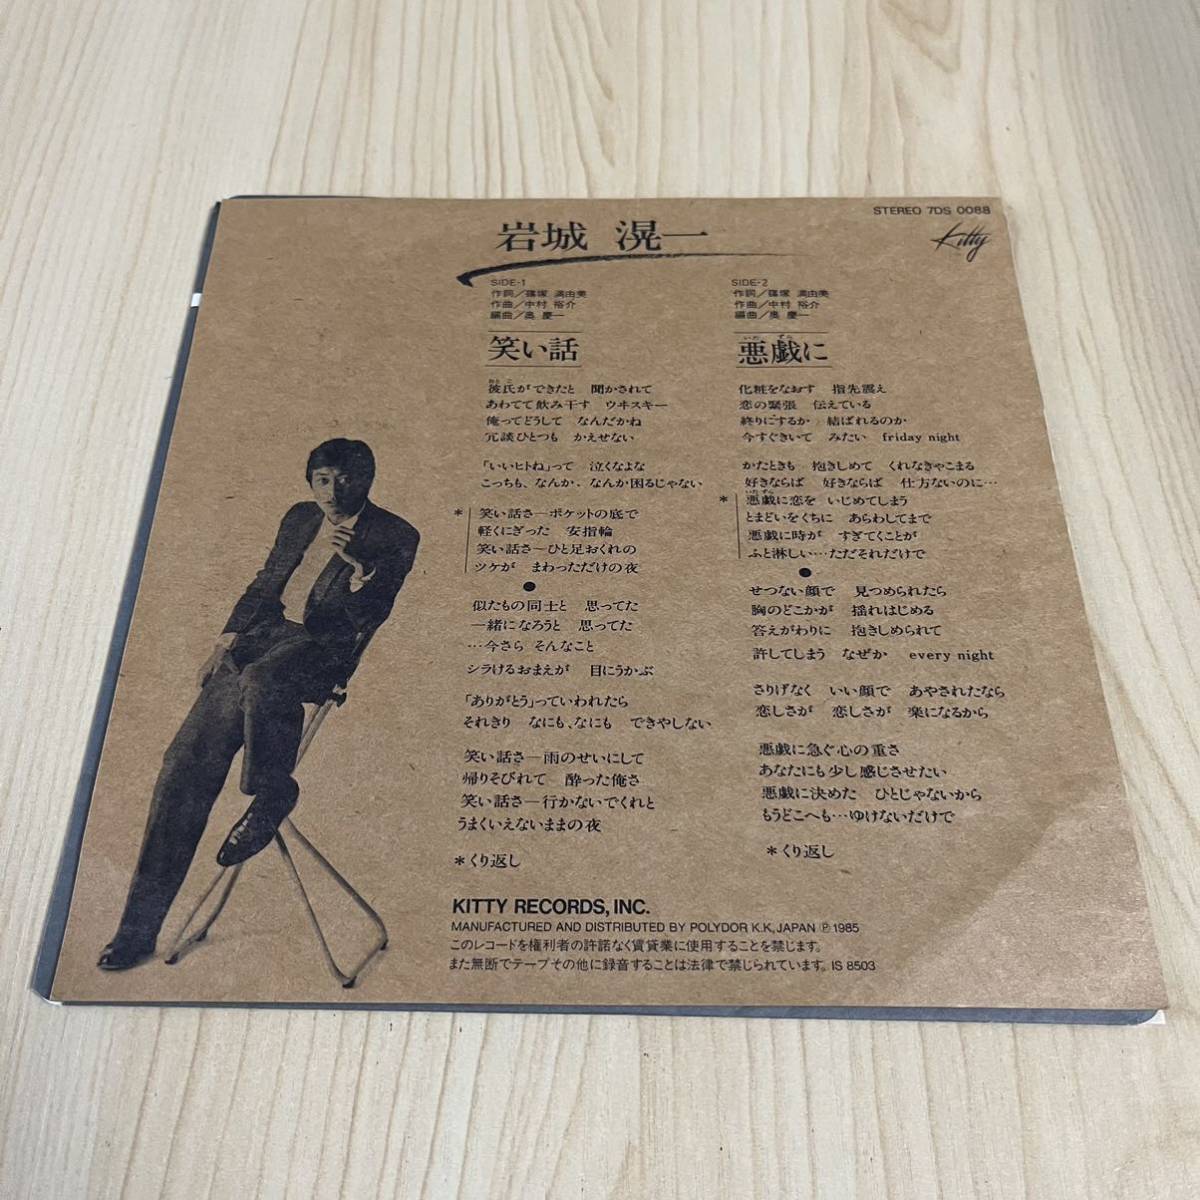 STEREO 7DS 0088
Kitty
岩城 滉一
SIDE-1
作詞／篠塚 満由美
作曲／中村 裕介
編曲／奥 慶一
笑い話
彼氏ができたと 聞かされて
あわてて飲み干す ウヰスキー
俺ってどうして なんだかね
冗談ひとつも かえせない
「いいヒトね」って 泣くなよな
こっちも、なんか、なんか困るじゃない
＊笑い話さ―ポケットの底で
軽くにぎった 安指輪
笑い話さ―ひと足おくれの
ツケが まわっただけの夜
●
似たもの同士と 思ってた
一緒になろうと 思ってた
…今さら そんなこと
シラけるおまえが 目にうかぶ
「ありがとう」っていわれたら
それきり なにも、なにも できやしない
笑い話さ―雨のせいにして
帰りそびれて 酔った俺さ
笑い話さ―行かないでくれと
うまくいえないままの夜
＊くり返し
SIDE-2
作詞／篠塚 満由美
作曲／中村 裕介
編曲／奥 慶一
いた ずら
悪戯に
化粧をなおす 指先震え
恋の緊張 伝えている
終りにするか 結ばれるのか
今すぐきいて みたい friday night
かたときも 抱きしめて くれなきゃこまる
好きならば 好きならば 仕方ないのに…
いたずら
＊悪戯に恋を いじめてしまう
とまどいをくちに あらわしてまで
悪戯に時が すぎてくことが
ふと淋しい…ただそれだけで
●
せつない顔で 見つめられたら
胸のどこかが 揺れはじめる
答えがわりに 抱きしめられて
許してしまう なぜか every night
さりげなく いい顔で あやされたなら
恋しさが 恋しさが 楽になるから
悪戯に急ぐ心の重さ
あなたにも少し感じさせたい
悪戯に決めた ひとじゃないから
もうどこへも…ゆけないだけで
＊くり返し
KITTY RECORDS, INC.
MANUFACTURED AND DISTRIBUTED BY POLYDOR K.K, JAPAN ℗ 1985
このレコードを権利者の許諾なく賃貸業に使用することを禁じます。
また無断でテープその他に録音することは法律で禁じられています。IS 8503